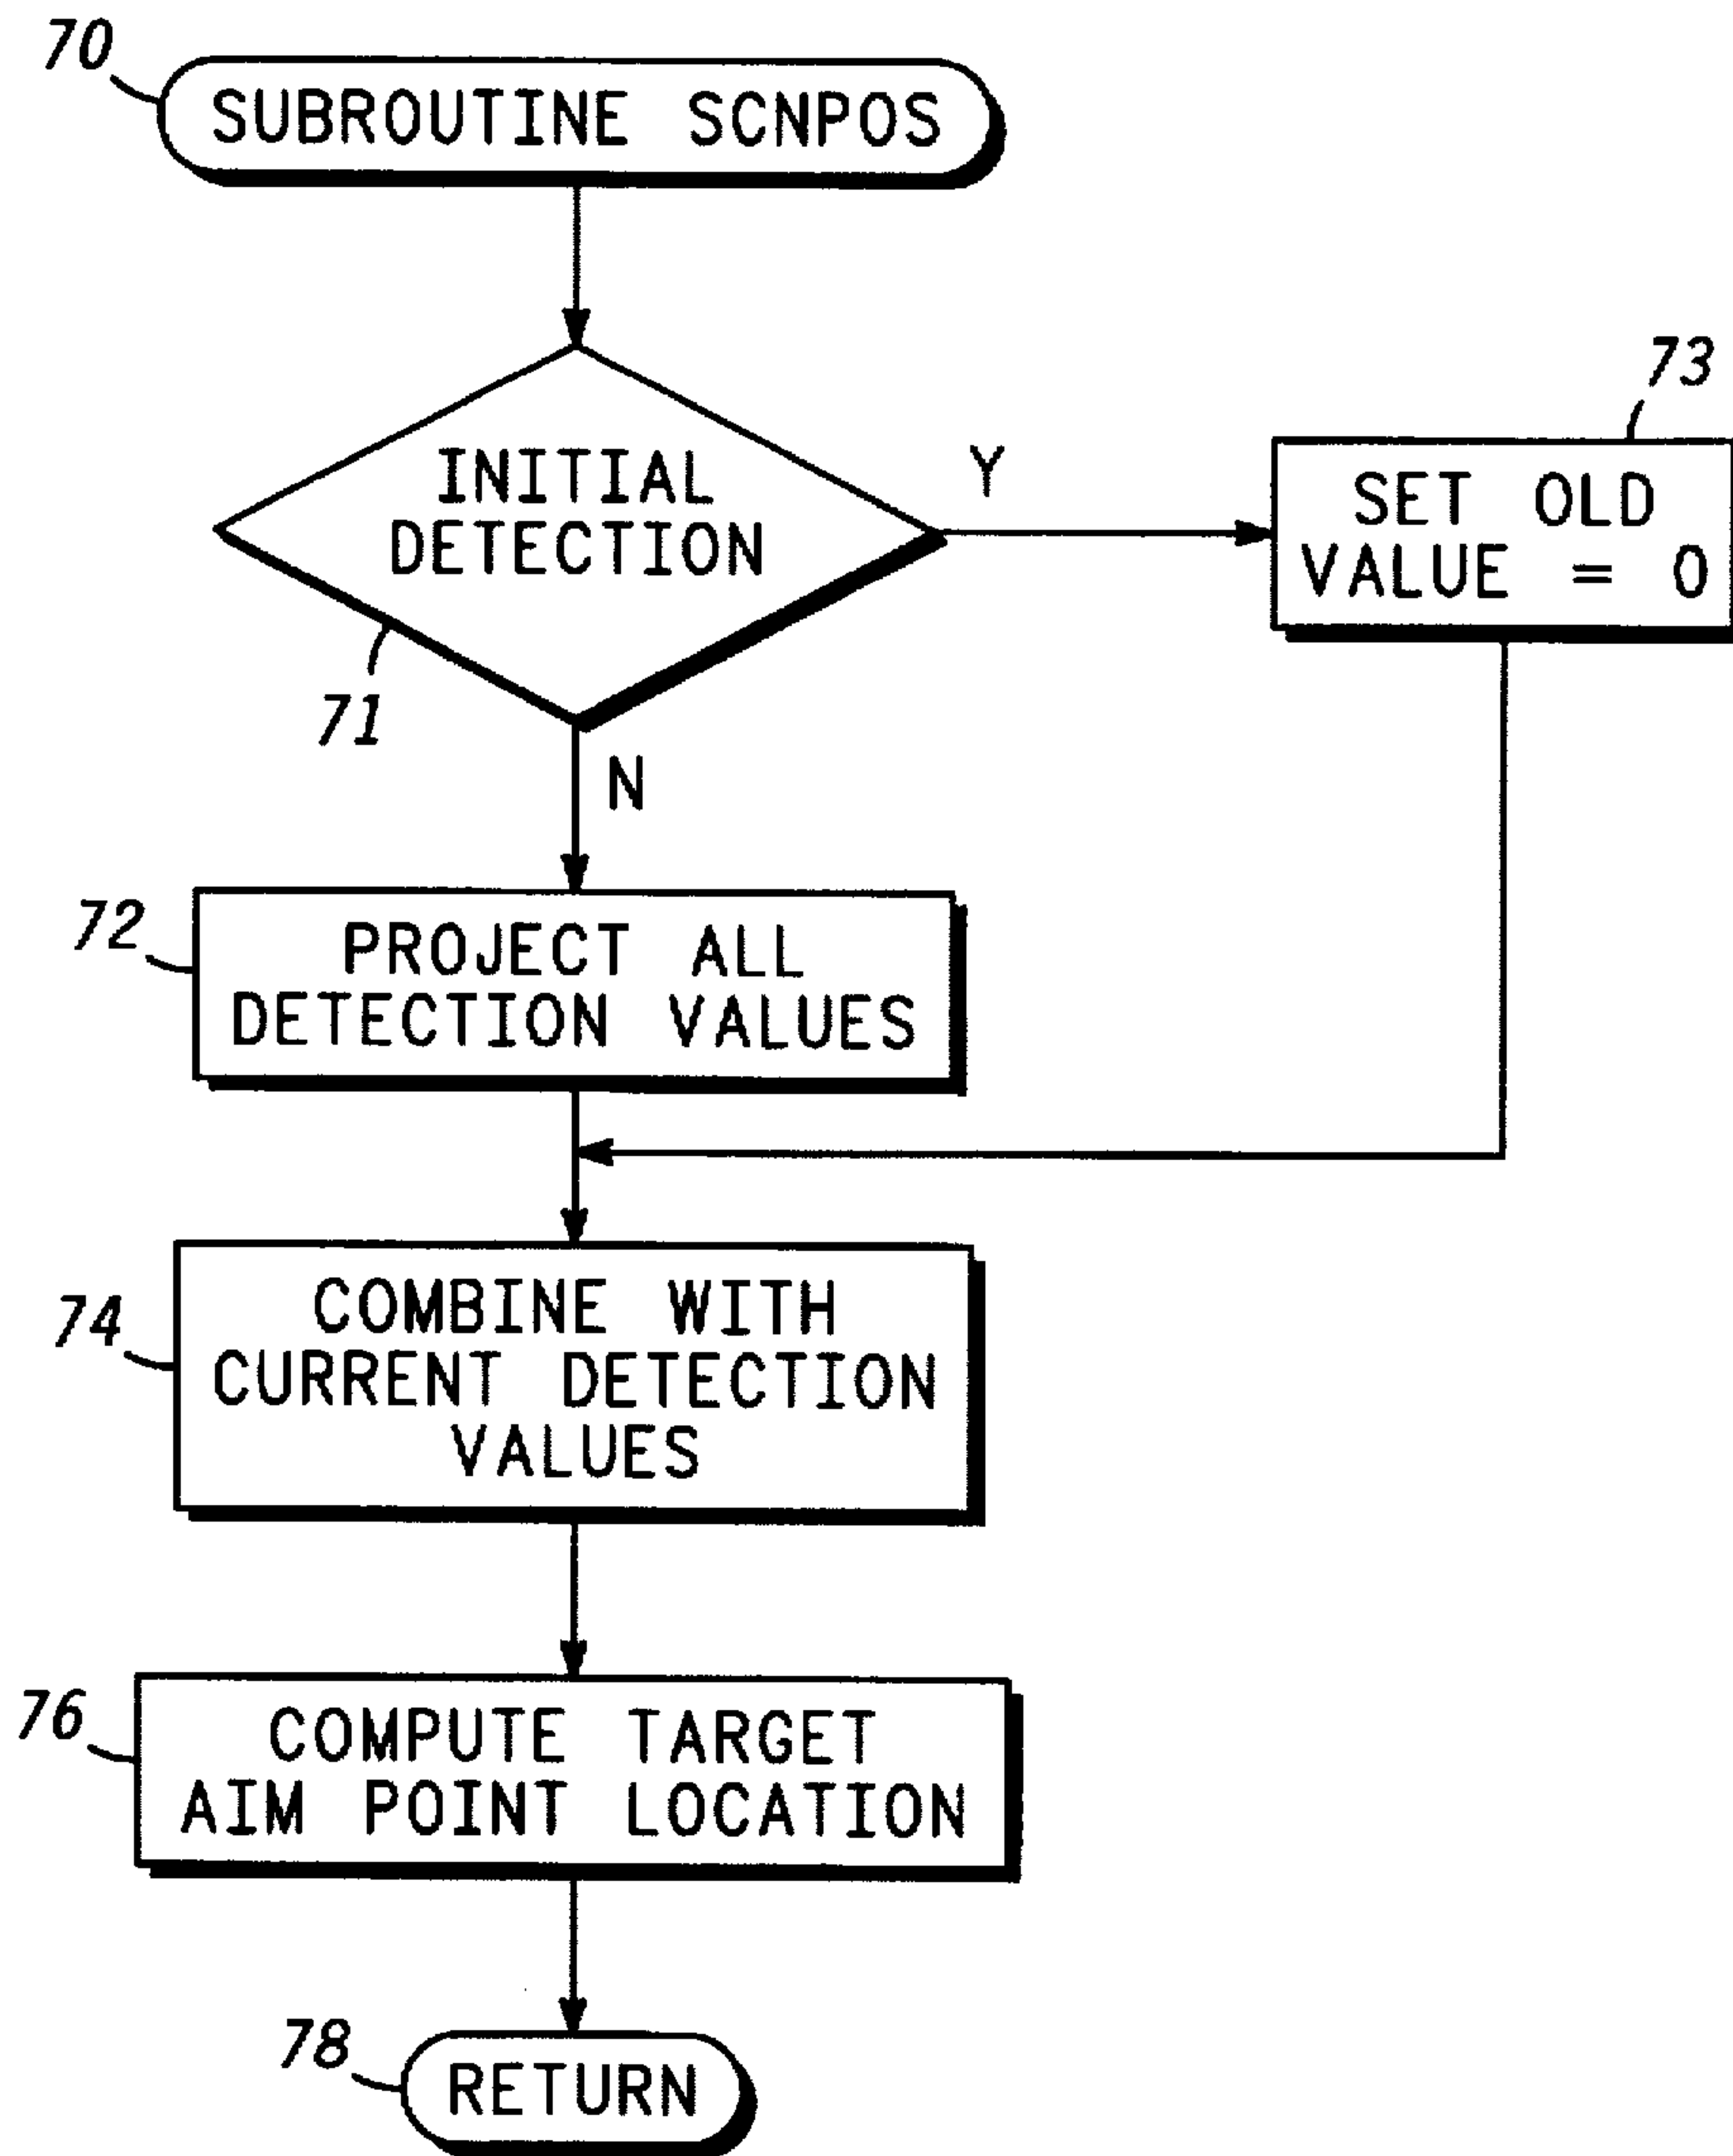 70
SUBROUTINE SCNPOS
INITIAL
DETECTION
71
Y
73
SET OLD
VALUE = 0
N
72
PROJECT ALL
DETECTION VALUES
74
COMBINE WITH
CURRENT DETECTION
VALUES
76
COMPUTE TARGET
AIM POINT LOCATION
78
RETURN